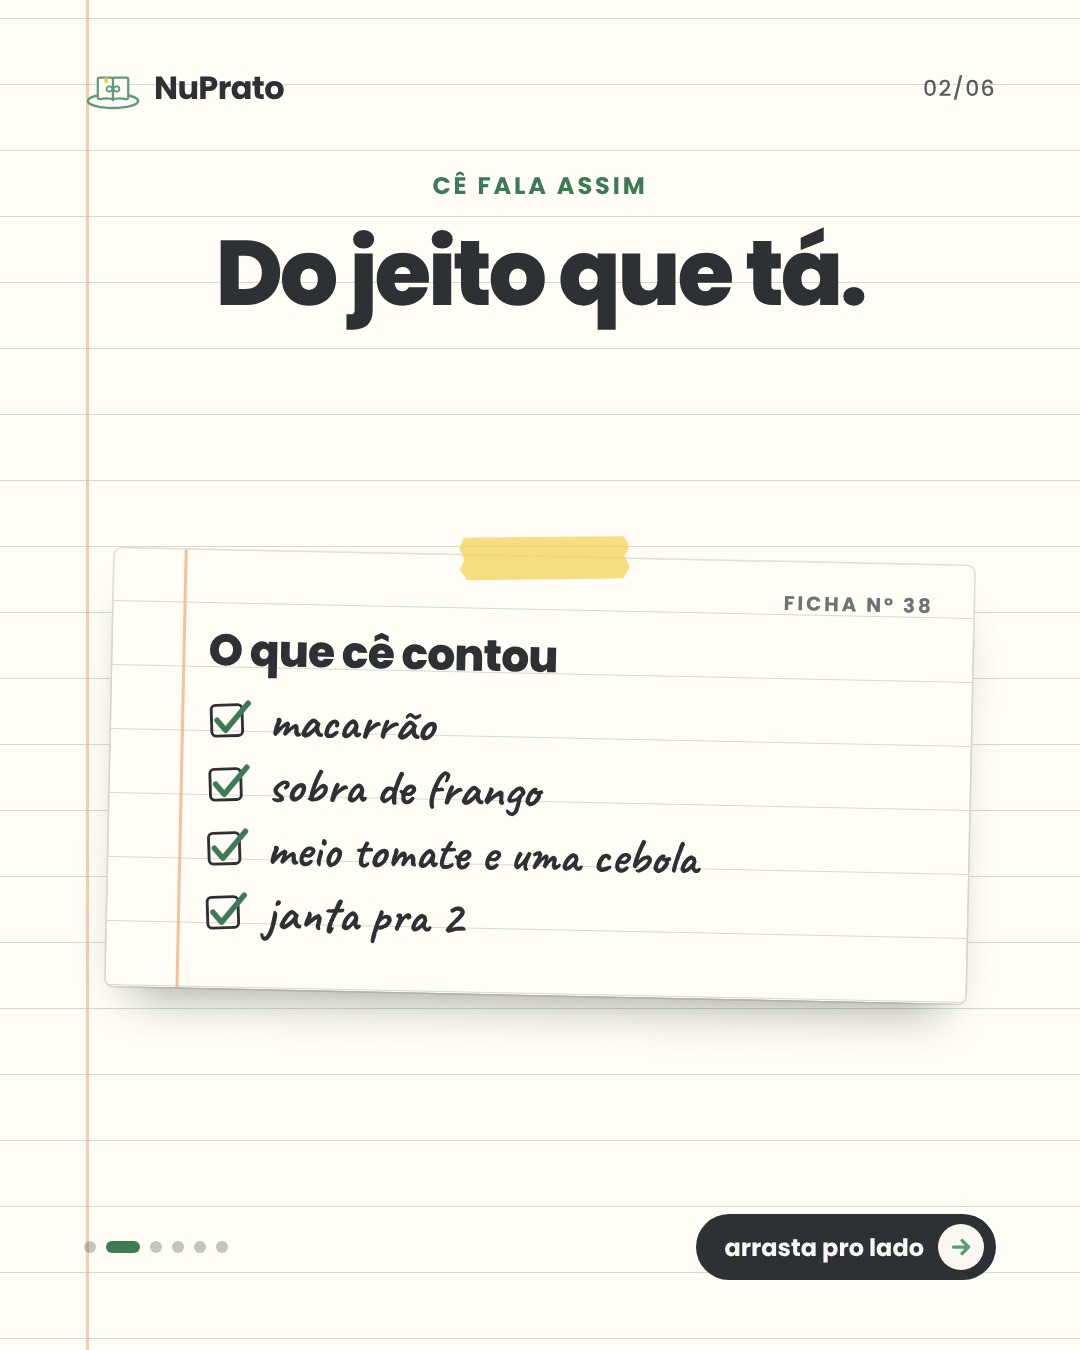 NuPrato
02/06
CÊ FALA ASSIM
Do jeito que tá.
FICHA Nº 38
O que cê contou
macarrão
sobra de frango
meio tomate e uma cebola
janta pra 2
arrasta pro lado